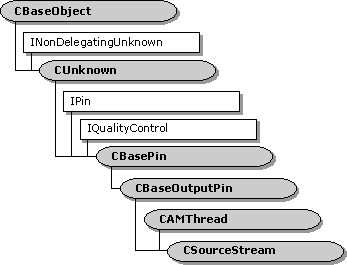 CBaseObject
INonDelegatingUnknown
CUnknown
IPin
IQualityControl
CBasePin
CBaseOutputPin
CAMThread
CSourceStream